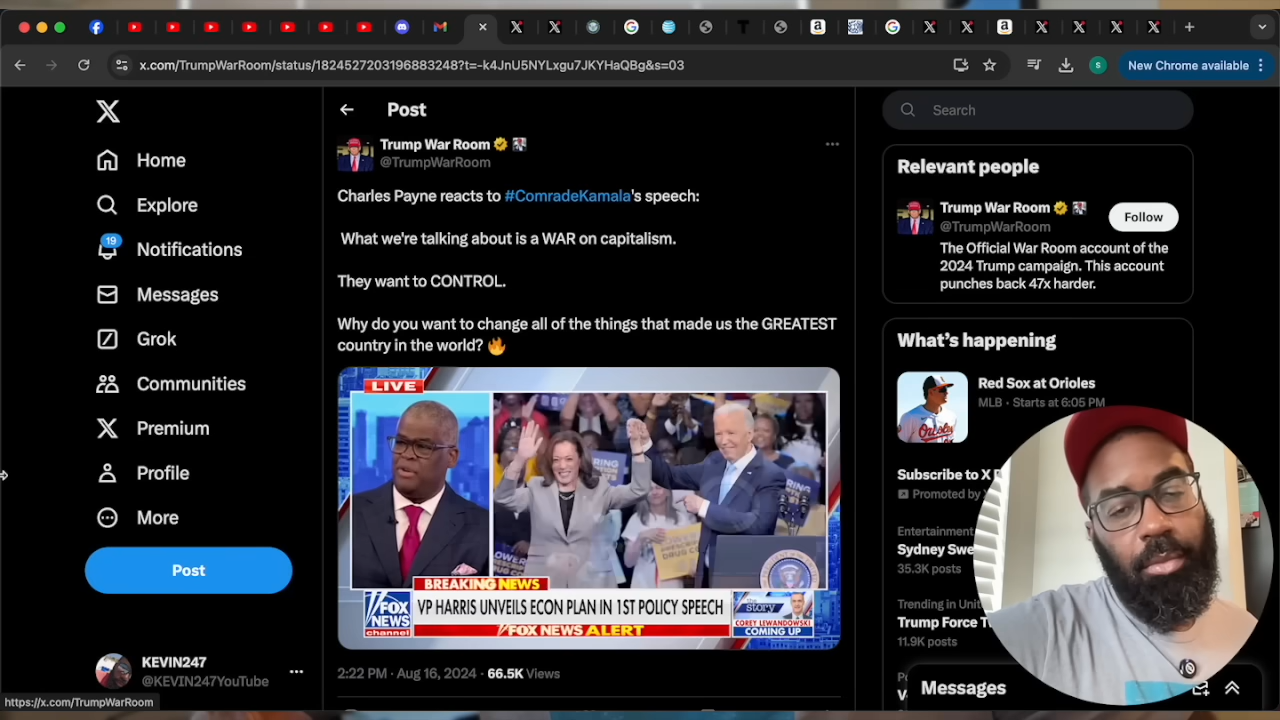 New Chrome available
x.com/TrumpWarRoom/status/1824527203196883248?t=-k4JnU5NYLxgu7JKYHaQBg&s=03
X
Home
Explore
19
Notifications
Messages
Grok
Communities
Premium
Profile
More
Post
KEVIN247
@KEVIN247YouTube
https://x.com/TrumpWarRoom
Post
Trump War Room
@TrumpWarRoom
Charles Payne reacts to #ComradeKamala's speech:
What we're talking about is a WAR on capitalism.
They want to CONTROL.
Why do you want to change all of the things that made us the GREATEST
country in the world? 🔥
LIVE
BREAKING NEWS
VP HARRIS UNVEILS ECON PLAN IN 1ST POLICY SPEECH
FOX NEWS ALERT
FOX
NEWS
channel
the story
COREY LEWANDOWSKI
COMING UP
2:22 PM · Aug 16, 2024 · 66.5K Views
Search
Relevant people
Trump War Room
@TrumpWarRoom
Follow
The Official War Room account of the
2024 Trump campaign. This account
punches back 47x harder.
What's happening
Red Sox at Orioles
MLB · Starts at 6:05 PM
Subscribe to X
Promoted by
Entertainment
Sydney Swe
35.3K posts
Trending in Unit
Trump Force
11.9K posts
Messages